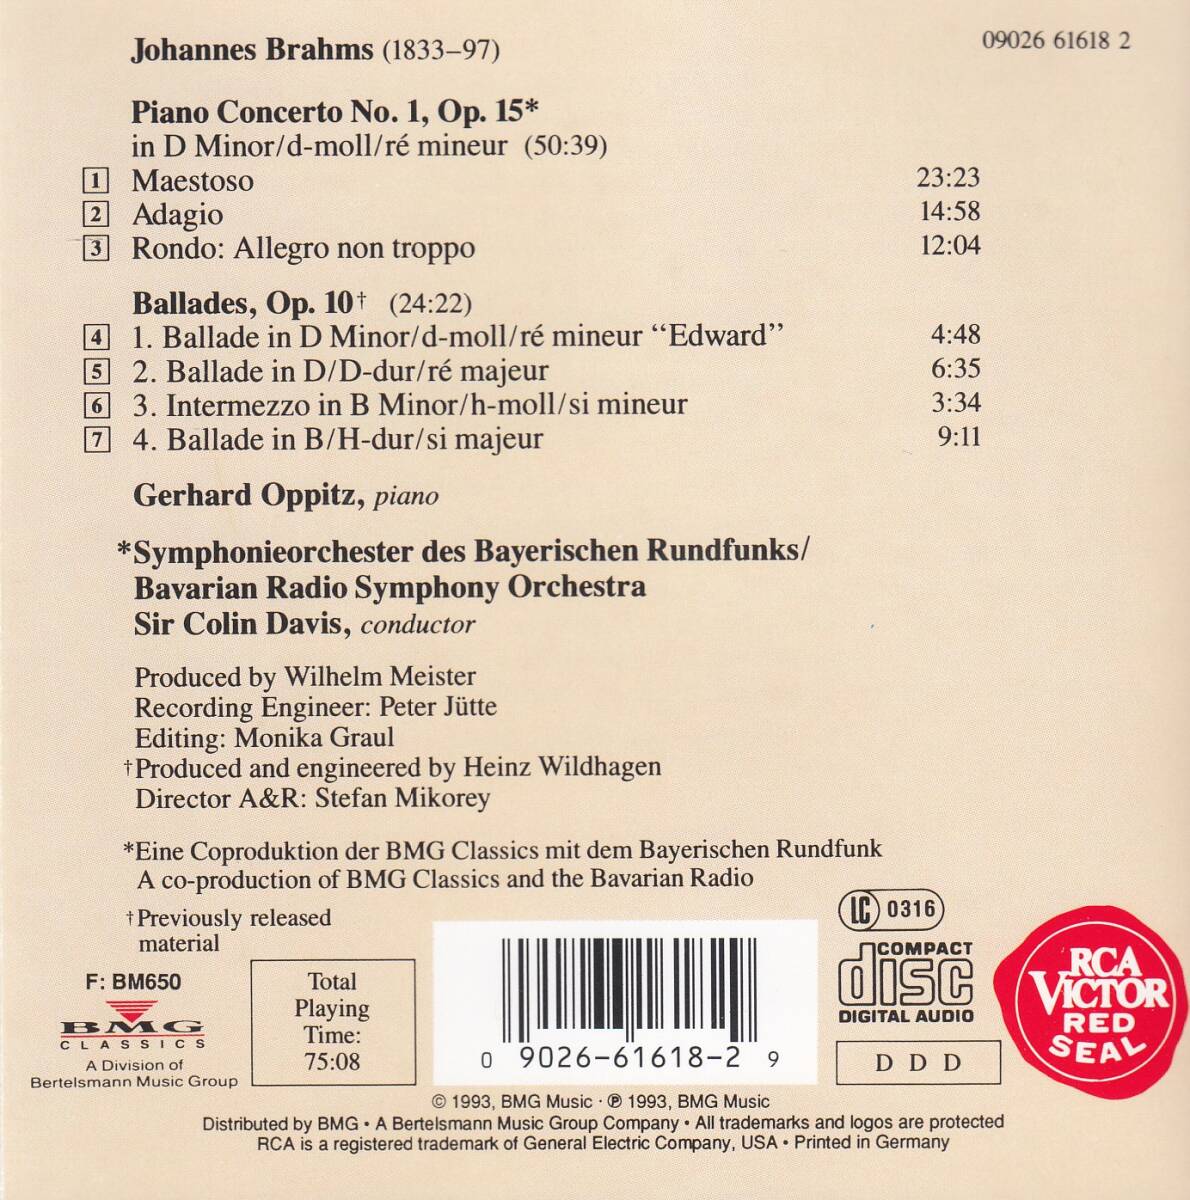 Johannes Brahms (1833–97)
09026 61618 2
Piano Concerto No. 1, Op. 15*
in D Minor/d-moll/ré mineur (50:39)
1 Maestoso 23:23
2 Adagio 14:58
3 Rondo: Allegro non troppo 12:04
Ballades, Op. 10† (24:22)
4 1. Ballade in D Minor/d-moll/ré mineur “Edward” 4:48
5 2. Ballade in D/D-dur/ré majeur 6:35
6 3. Intermezzo in B Minor/h-moll/si mineur 3:34
7 4. Ballade in B/H-dur/si majeur 9:11
Gerhard Oppitz, piano
*Symphonieorchester des Bayerischen Rundfunks/
Bavarian Radio Symphony Orchestra
Sir Colin Davis, conductor
Produced by Wilhelm Meister
Recording Engineer: Peter Jütte
Editing: Monika Graul
†Produced and engineered by Heinz Wildhagen
Director A&R: Stefan Mikorey
*Eine Coproduktion der BMG Classics mit dem Bayerischen Rundfunk
A co-production of BMG Classics and the Bavarian Radio
†Previously released
material
F: BM650
BMG
CLASSICS
A Division of
Bertelsmann Music Group
Total
Playing
Time:
75:08
0 9026-61618-2 9
LC 0316
COMPACT
disc
DIGITAL AUDIO
D D D
RCA
VICTOR
RED
SEAL
© 1993, BMG Music · ℗ 1993, BMG Music
Distributed by BMG • A Bertelsmann Music Group Company • All trademarks and logos are protected
RCA is a registered trademark of General Electric Company, USA • Printed in Germany